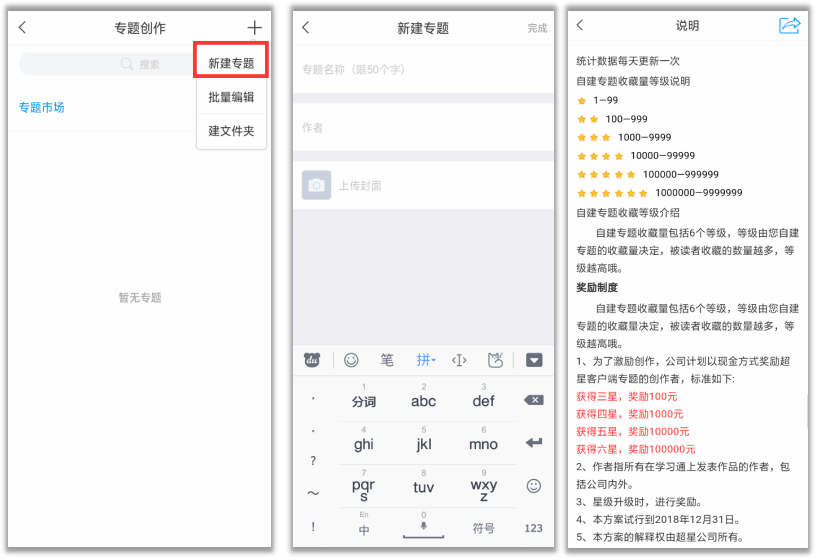 专题创作
搜索
新建专题
批量编辑
建文件夹
专题市场
暂无专题
新建专题
完成
专题名称（限50个字）
作者
上传封面
du
笔
拼
，
1
分词
2
abc
3
def
。
4
ghi
5
jkl
6
mno
？
7
pqrs
8
tuv
9
wxyz
～
！
En
中
0
符号
123
说明
统计数据每天更新一次
自建专题收藏量等级说明
★ 1—99
★★ 100—999
★★★ 1000—9999
★★★★ 10000—99999
★★★★★ 100000—999999
★★★★★★ 1000000—9999999
自建专题收藏等级介绍
自建专题收藏量包括6个等级，等级由您自建
专题的收藏量决定，被读者收藏的数量越多，等
级越高哦。
奖励制度
自建专题收藏量包括6个等级，等级由您自建
专题的收藏量决定，被读者收藏的数量越多，等
级越高哦。
1、为了激励创作，公司计划以现金方式奖励超
星客户端专题的创作者，标准如下:
获得三星，奖励100元
获得四星，奖励1000元
获得五星，奖励10000元
获得六星，奖励100000元
2、作者指所有在学习通上发表作品的作者，包
括公司内外。
3、星级升级时，进行奖励。
4、本方案试行到2018年12月31日。
5、本方案的解释权由超星公司所有。